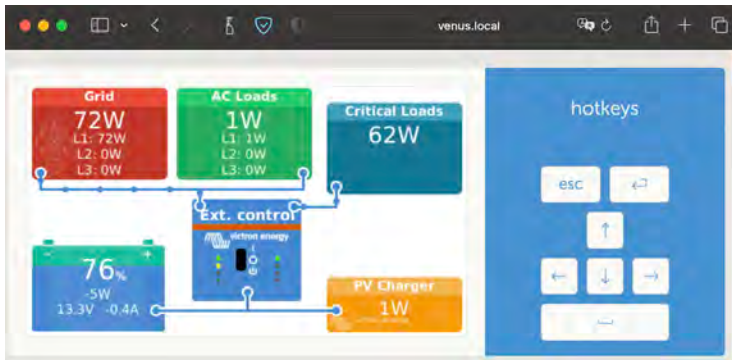 venus.local
Grid
72W
L1: 72W
L2: 0W
L3: 0W
AC Loads
1W
L1: 1W
L2: 0W
L3: 0W
Critical Loads
62W
hotkeys
esc
Ext. control
victron energy
76%
-5W
13.3V -0.4A
PV Charger
1W